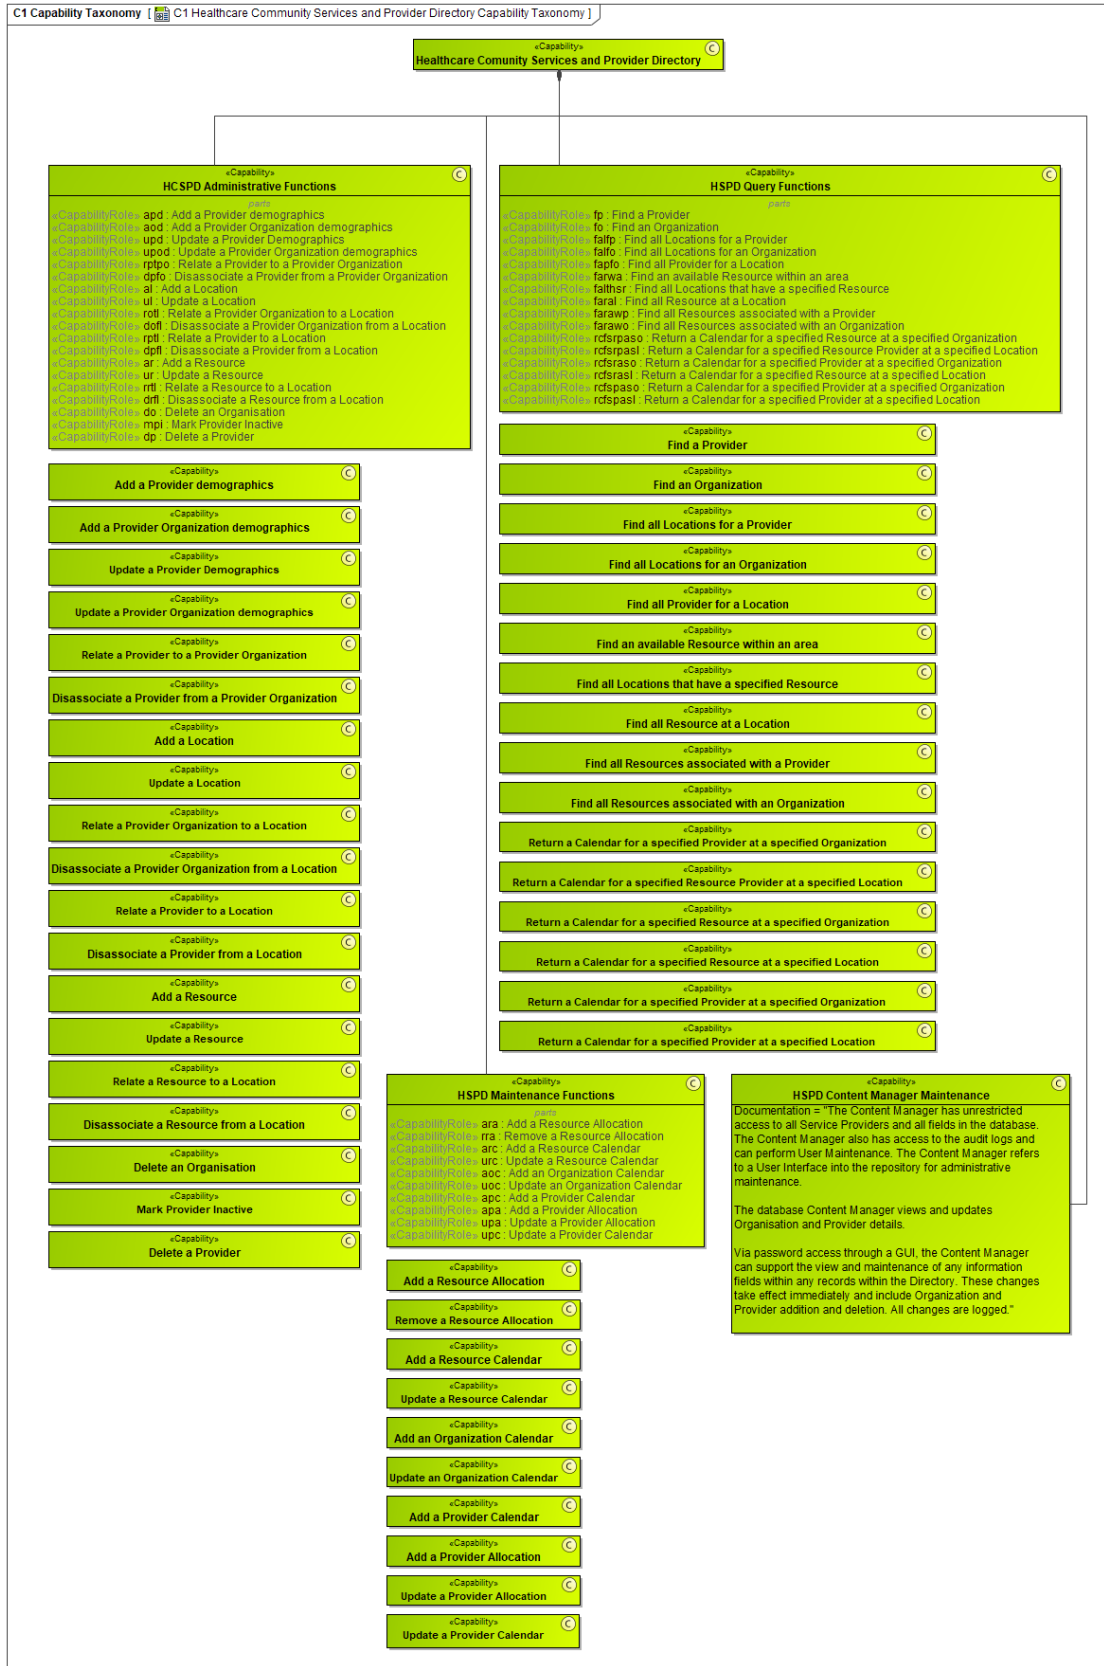 C1 Capability Taxonomy [ C1 Healthcare Community Services and Provider Directory Capability Taxonomy ]
«Capability»
Healthcare Comunity Services and Provider Directory
C
«Capability»
HCSPD Administrative Functions
C
parts
«CapabilityRole» apd : Add a Provider demographics
«CapabilityRole» aod : Add a Provider Organization demographics
«CapabilityRole» upd : Update a Provider Demographics
«CapabilityRole» upod : Update a Provider Organization demographics
«CapabilityRole» rptpo : Relate a Provider to a Provider Organization
«CapabilityRole» dpfo : Disassociate a Provider from a Provider Organization
«CapabilityRole» al : Add a Location
«CapabilityRole» ul : Update a Location
«CapabilityRole» rotl : Relate a Provider Organization to a Location
«CapabilityRole» dofl : Disassociate a Provider Organization from a Location
«CapabilityRole» rptl : Relate a Provider to a Location
«CapabilityRole» dpfl : Disassociate a Provider from a Location
«CapabilityRole» ar : Add a Resource
«CapabilityRole» ur : Update a Resource
«CapabilityRole» rrtl : Relate a Resource to a Location
«CapabilityRole» drfl : Disassociate a Resource from a Location
«CapabilityRole» do : Delete an Organisation
«CapabilityRole» mpi : Mark Provider Inactive
«CapabilityRole» dp : Delete a Provider
«Capability»
Add a Provider demographics
C
«Capability»
Add a Provider Organization demographics
C
«Capability»
Update a Provider Demographics
C
«Capability»
Update a Provider Organization demographics
C
«Capability»
Relate a Provider to a Provider Organization
C
«Capability»
Disassociate a Provider from a Provider Organization
C
«Capability»
Add a Location
C
«Capability»
Update a Location
C
«Capability»
Relate a Provider Organization to a Location
C
«Capability»
Disassociate a Provider Organization from a Location
C
«Capability»
Relate a Provider to a Location
C
«Capability»
Disassociate a Provider from a Location
C
«Capability»
Add a Resource
C
«Capability»
Update a Resource
C
«Capability»
Relate a Resource to a Location
C
«Capability»
Disassociate a Resource from a Location
C
«Capability»
Delete an Organisation
C
«Capability»
Mark Provider Inactive
C
«Capability»
Delete a Provider
C
«Capability»
HSPD Query Functions
C
parts
«CapabilityRole» fp : Find a Provider
«CapabilityRole» fo : Find an Organization
«CapabilityRole» falfp : Find all Locations for a Provider
«CapabilityRole» falfo : Find all Locations for an Organization
«CapabilityRole» fapfo : Find all Provider for a Location
«CapabilityRole» farwa : Find an available Resource within an area
«CapabilityRole» falthsr : Find all Locations that have a specified Resource
«CapabilityRole» faral : Find all Resource at a Location
«CapabilityRole» farawp : Find all Resources associated with a Provider
«CapabilityRole» farawo : Find all Resources associated with an Organization
«CapabilityRole» rcfsrpaso : Return a Calendar for a specified Resource at a specified Organization
«CapabilityRole» rcfsrpasl : Return a Calendar for a specified Resource Provider at a specified Location
«CapabilityRole» rcfsraso : Return a Calendar for a specified Provider at a specified Organization
«CapabilityRole» rcfsrasl : Return a Calendar for a specified Resource at a specified Location
«CapabilityRole» rcfspaso : Return a Calendar for a specified Provider at a specified Organization
«CapabilityRole» rcfspasl : Return a Calendar for a specified Provider at a specified Location
«Capability»
Find a Provider
C
«Capability»
Find an Organization
C
«Capability»
Find all Locations for a Provider
C
«Capability»
Find all Locations for an Organization
C
«Capability»
Find all Provider for a Location
C
«Capability»
Find an available Resource within an area
C
«Capability»
Find all Locations that have a specified Resource
C
«Capability»
Find all Resource at a Location
C
«Capability»
Find all Resources associated with a Provider
C
«Capability»
Find all Resources associated with an Organization
C
«Capability»
Return a Calendar for a specified Provider at a specified Organization
C
«Capability»
Return a Calendar for a specified Resource Provider at a specified Location
C
«Capability»
Return a Calendar for a specified Resource at a specified Organization
C
«Capability»
Return a Calendar for a specified Resource at a specified Location
C
«Capability»
Return a Calendar for a specified Provider at a specified Organization
C
«Capability»
Return a Calendar for a specified Provider at a specified Location
C
«Capability»
HSPD Maintenance Functions
C
parts
«CapabilityRole» ara : Add a Resource Allocation
«CapabilityRole» rra : Remove a Resource Allocation
«CapabilityRole» arc : Add a Resource Calendar
«CapabilityRole» urc : Update a Resource Calendar
«CapabilityRole» aoc : Add an Organization Calendar
«CapabilityRole» uoc : Update an Organization Calendar
«CapabilityRole» apc : Add a Provider Calendar
«CapabilityRole» apa : Add a Provider Allocation
«CapabilityRole» upa : Update a Provider Allocation
«CapabilityRole» upc : Update a Provider Calendar
«Capability»
Add a Resource Allocation
C
«Capability»
Remove a Resource Allocation
C
«Capability»
Add a Resource Calendar
C
«Capability»
Update a Resource Calendar
C
«Capability»
Add an Organization Calendar
C
«Capability»
Update an Organization Calendar
C
«Capability»
Add a Provider Calendar
C
«Capability»
Add a Provider Allocation
C
«Capability»
Update a Provider Allocation
C
«Capability»
Update a Provider Calendar
C
«Capability»
HSPD Content Manager Maintenance
C
Documentation = "The Content Manager has unrestricted
access to all Service Providers and all fields in the database.
The Content Manager also has access to the audit logs and
can perform User Maintenance. The Content Manager refers
to a User Interface into the repository for administrative
maintenance.
The database Content Manager views and updates
Organisation and Provider details.
Via password access through a GUI, the Content Manager
can support the view and maintenance of any information
fields within any records within the Directory. These changes
take effect immediately and include Organization and
Provider addition and deletion. All changes are logged."